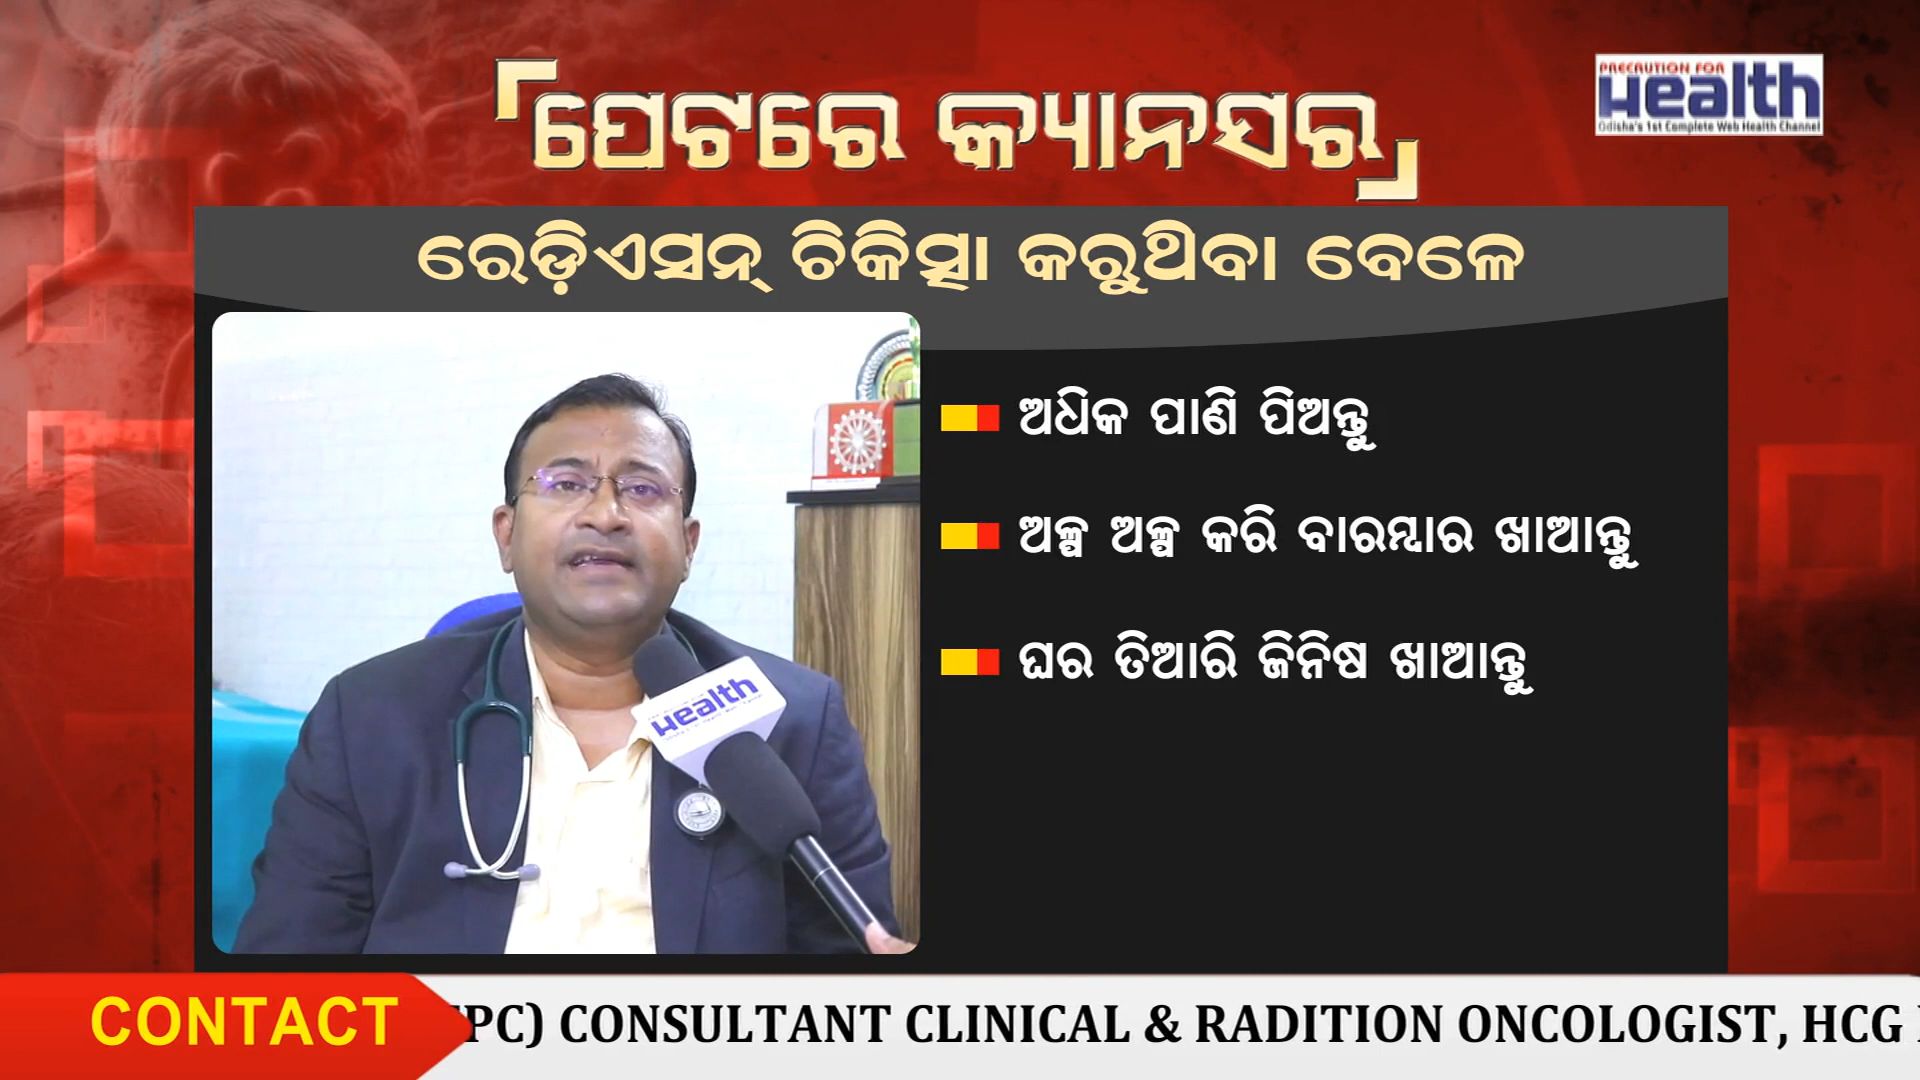 「ପେଟରେ କ୍ୟାନସର」
PRECAUTION FOR
Health
Odisha's 1st Complete Web Health Channel
ରେଡ଼ିଏସନ୍ ଚିକିତ୍ସା କରୁଥିବା ବେଳେ
ଅଧିକ ପାଣି ପିଅନ୍ତୁ
ଅଳ୍ପ ଅଳ୍ପ କରି ବାରମ୍ବାର ଖାଆନ୍ତୁ
ଘର ତିଆରି ଜିନିଷ ଖାଆନ୍ତୁ
Health
CONTACT PC) CONSULTANT CLINICAL & RADITION ONCOLOGIST, HCG